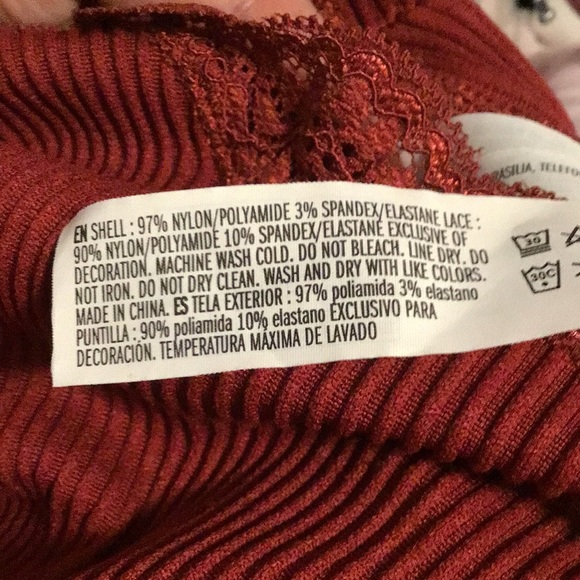 EN SHELL : 97% NYLON/POLYAMIDE 3% SPANDEX/ELASTANE LACE :
90% NYLON/POLYAMIDE 10% SPANDEX/ELASTANE EXCLUSIVE OF
DECORATION. MACHINE WASH COLD. DO NOT BLEACH. LINE DRY. DO
NOT IRON. DO NOT DRY CLEAN. WASH AND DRY WITH LIKE COLORS.
MADE IN CHINA. ES TELA EXTERIOR : 97% poliamida 3% elastano
PUNTILLA : 90% poliamida 10% elastano EXCLUSIVO PARA
DECORACIÓN. TEMPERATURA MÁXIMA DE LAVADO
30
30C